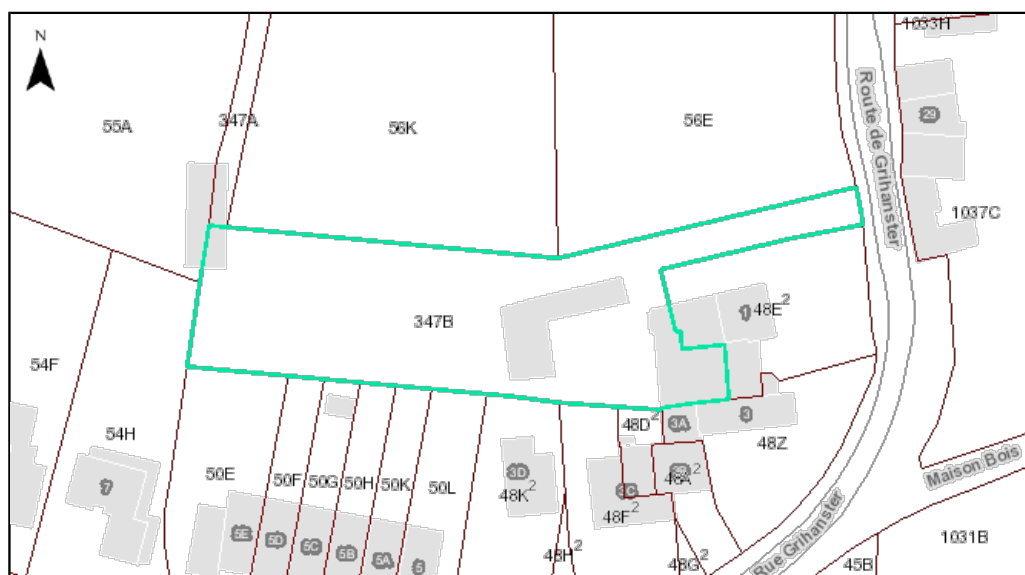 N
1033H
55A
347A
56K
56E
Route de Grihanster
29
1037C
347B
1
48E²
54F
3
48D²
3A
48Z
54H
50E
50F
50G
50H
50K
50L
3D
48K²
48A²
3C
48F²
7
Maison Bois
5E
5D
5C
5B
5A
5
48H²
48G²
Rue Grihanster
45B
1031B